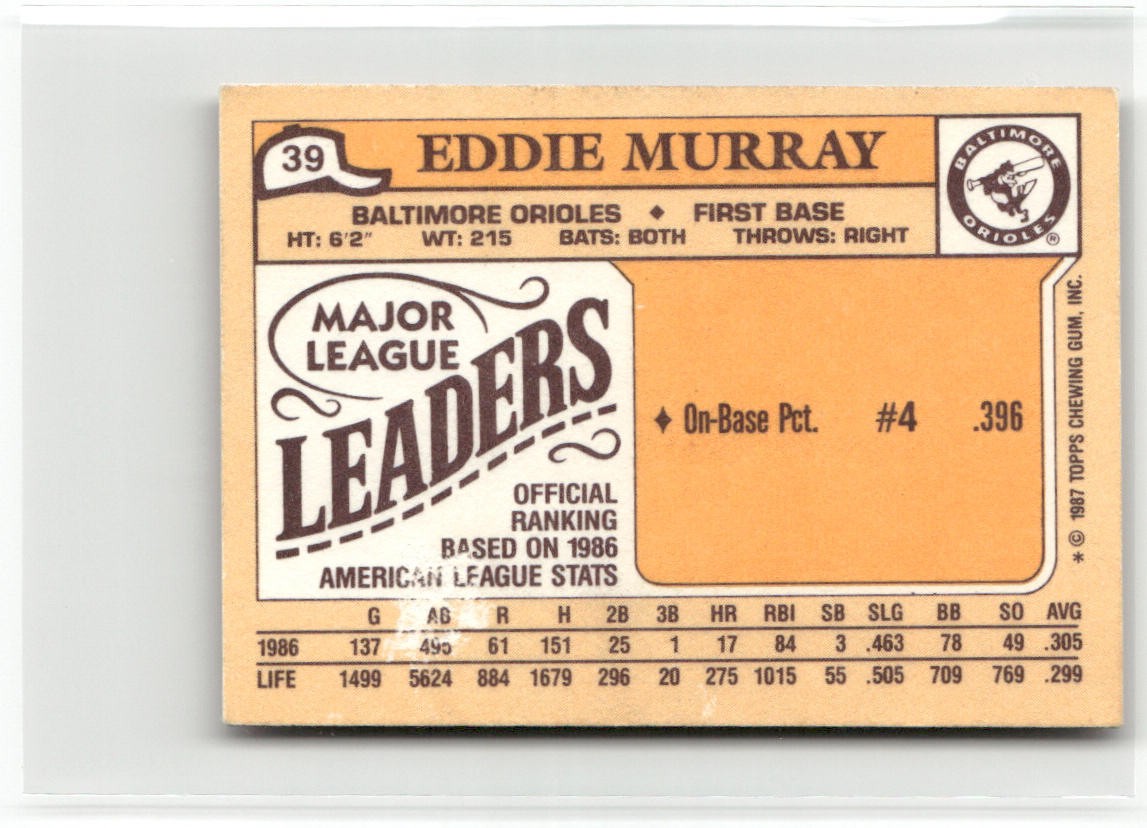 39
EDDIE MURRAY
BALTIMORE ORIOLES
BALTIMORE ORIOLES ♦ FIRST BASE
HT: 6'2" WT: 215 BATS: BOTH THROWS: RIGHT
MAJOR
LEAGUE
LEADERS
OFFICIAL
RANKING
BASED ON 1986
AMERICAN LEAGUE STATS
♦ On-Base Pct. #4 .396
* © 1987 TOPPS CHEWING GUM, INC.
G AB R H 2B 3B HR RBI SB SLG BB SO AVG
1986 137 495 61 151 25 1 17 84 3 .463 78 49 .305
LIFE 1499 5624 884 1679 296 20 275 1015 55 .505 709 769 .299